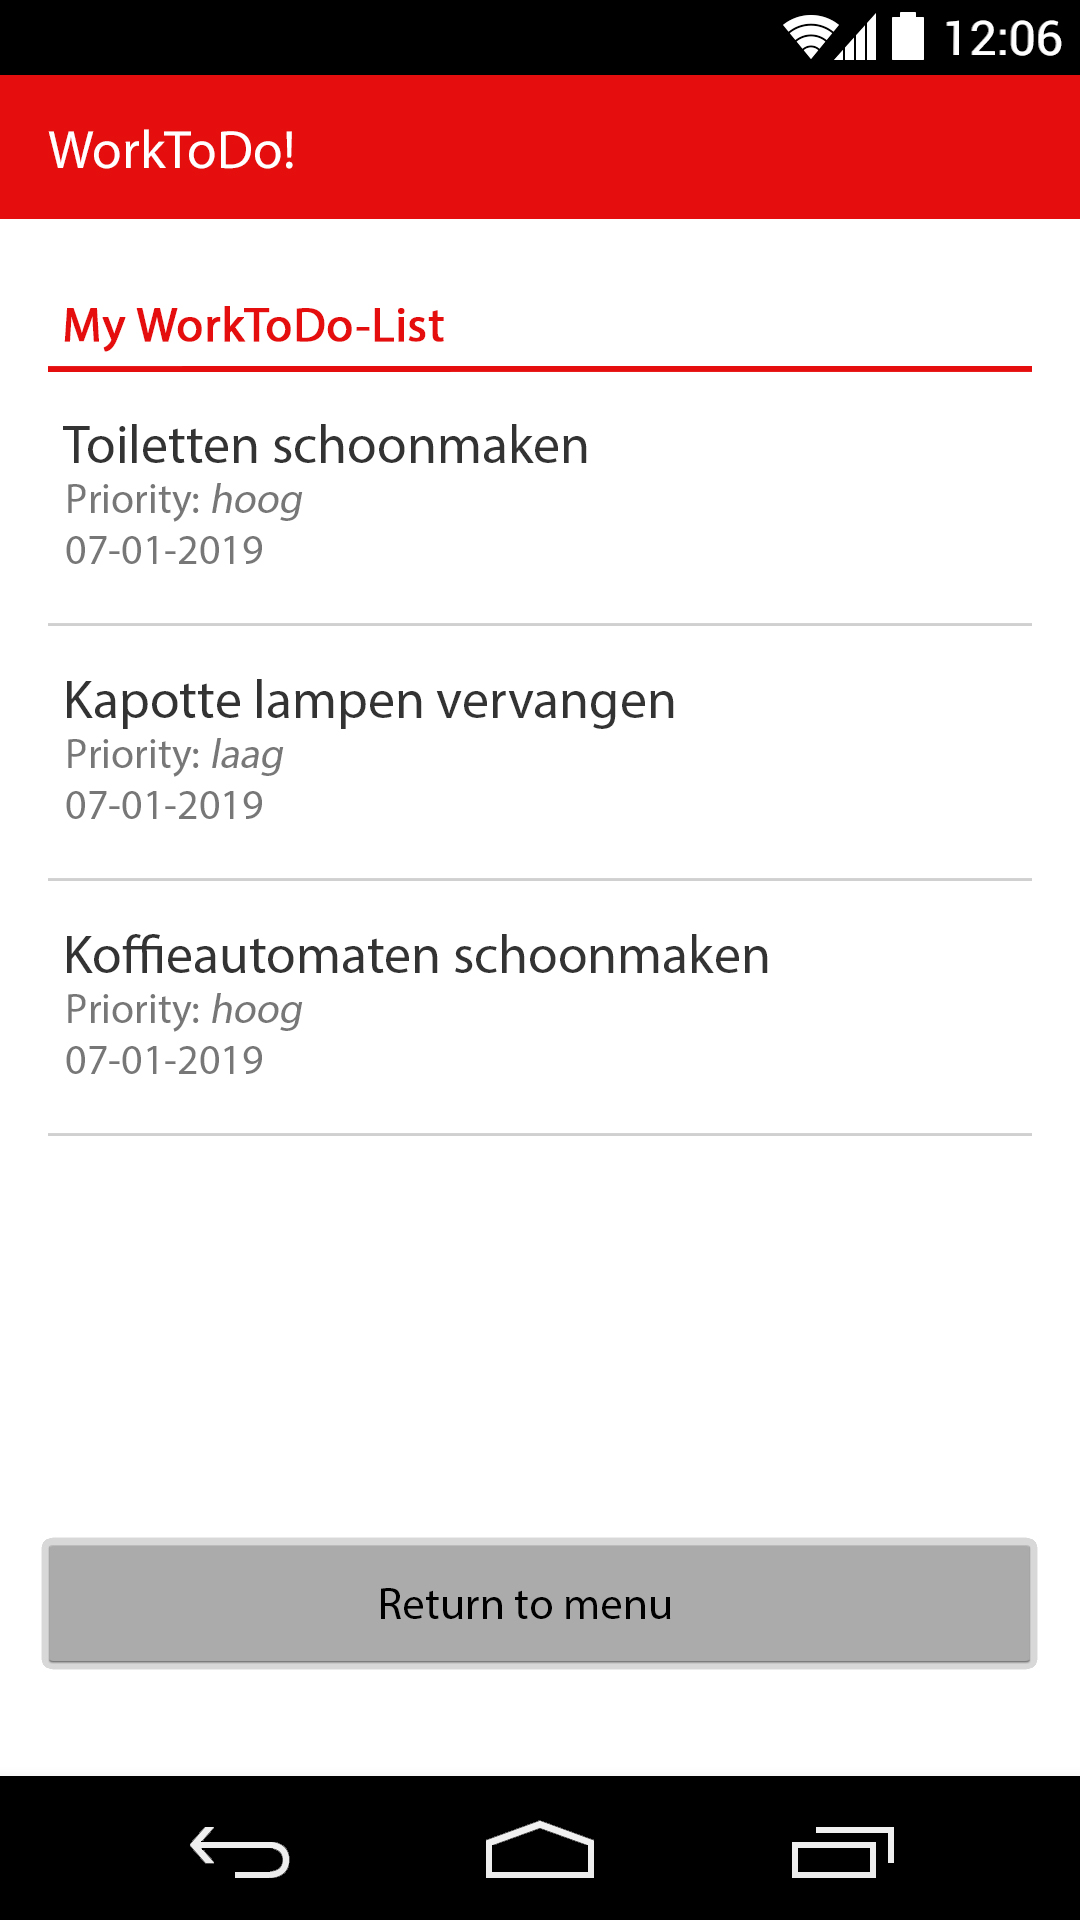 12:06
WorkToDo!
My WorkToDo-List
Toiletten schoonmaken
Priority: hoog
07-01-2019
Kapotte lampen vervangen
Priority: laag
07-01-2019
Koffieautomaten schoonmaken
Priority: hoog
07-01-2019
Return to menu